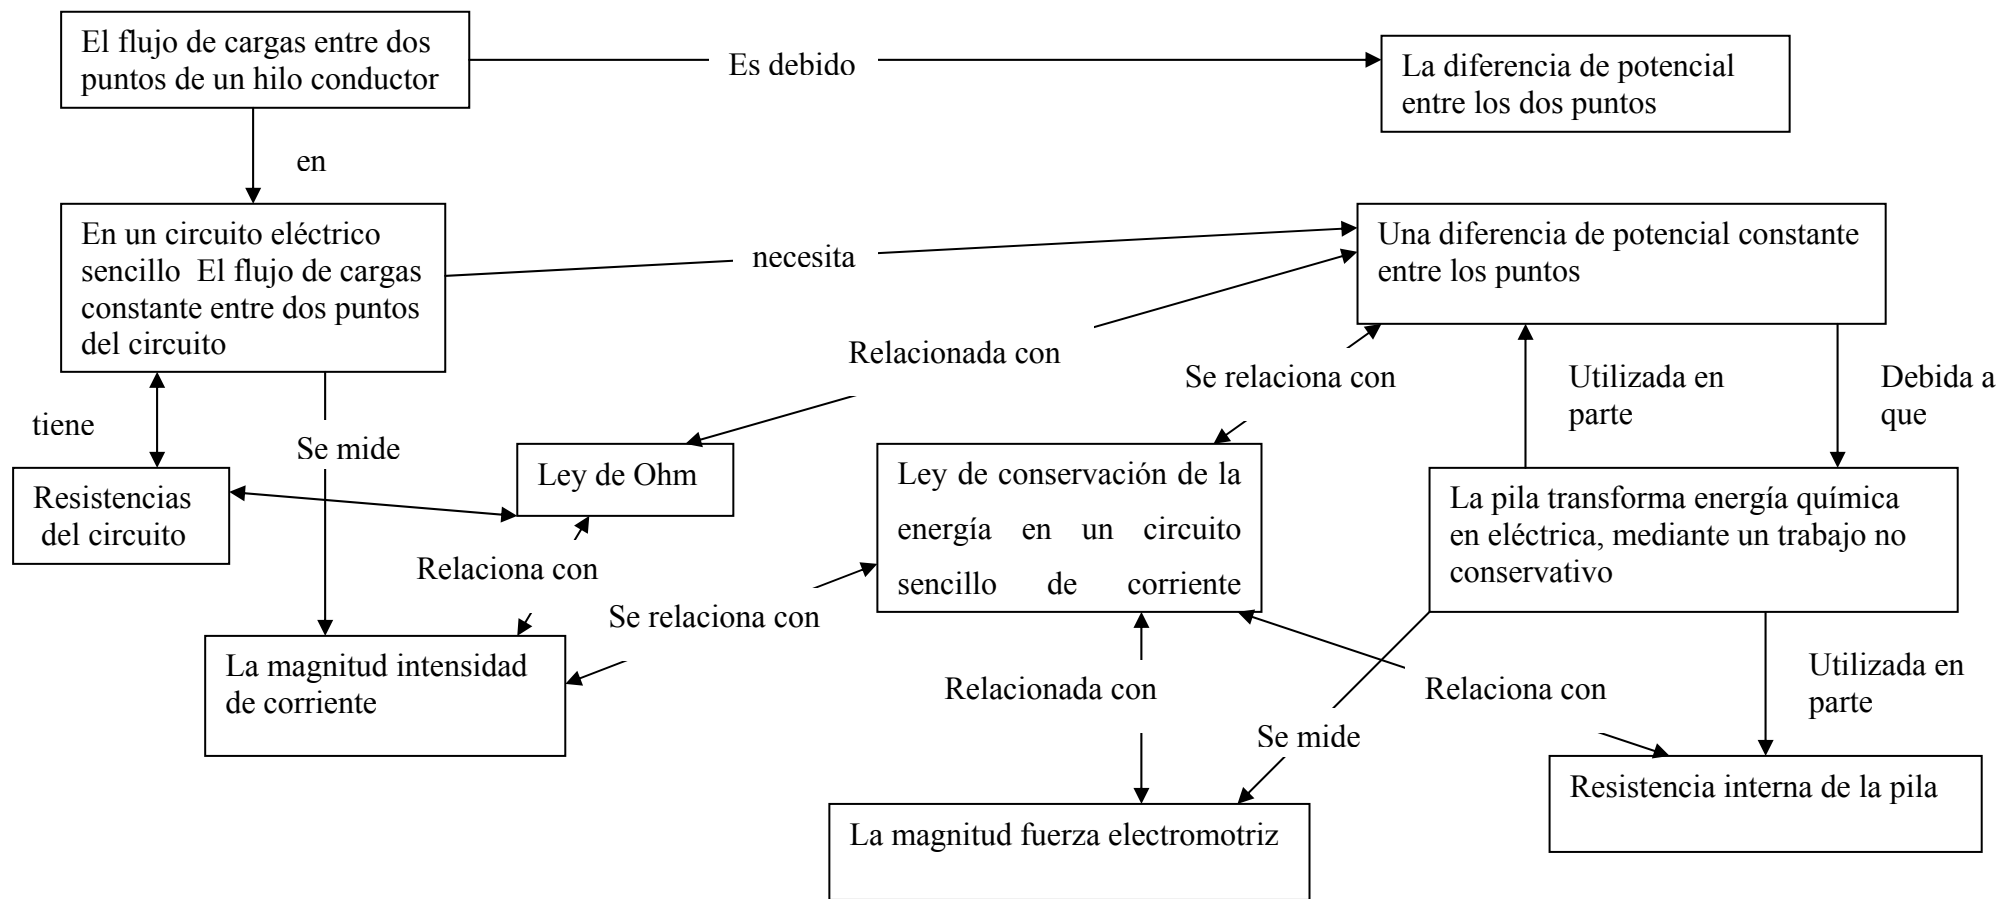 El flujo de cargas entre dos
puntos de un hilo conductor
Es debido
La diferencia de potencial
entre los dos puntos
en
En un circuito eléctrico
sencillo  El flujo de cargas
constante entre dos puntos
del circuito
necesita
Una diferencia de potencial constante
entre los puntos
Relacionada con
Se relaciona con
Utilizada en
parte
Debida a
que
tiene
Se mide
Resistencias
del circuito
Ley de Ohm
Ley de conservación de la
energía en un circuito
sencillo de corriente
La pila transforma energía química
en eléctrica, mediante un trabajo no
conservativo
Relaciona con
Se relaciona con
La magnitud intensidad
de corriente
Relacionada con
Relaciona con
Utilizada en
parte
Se mide
Resistencia interna de la pila
La magnitud fuerza electromotriz